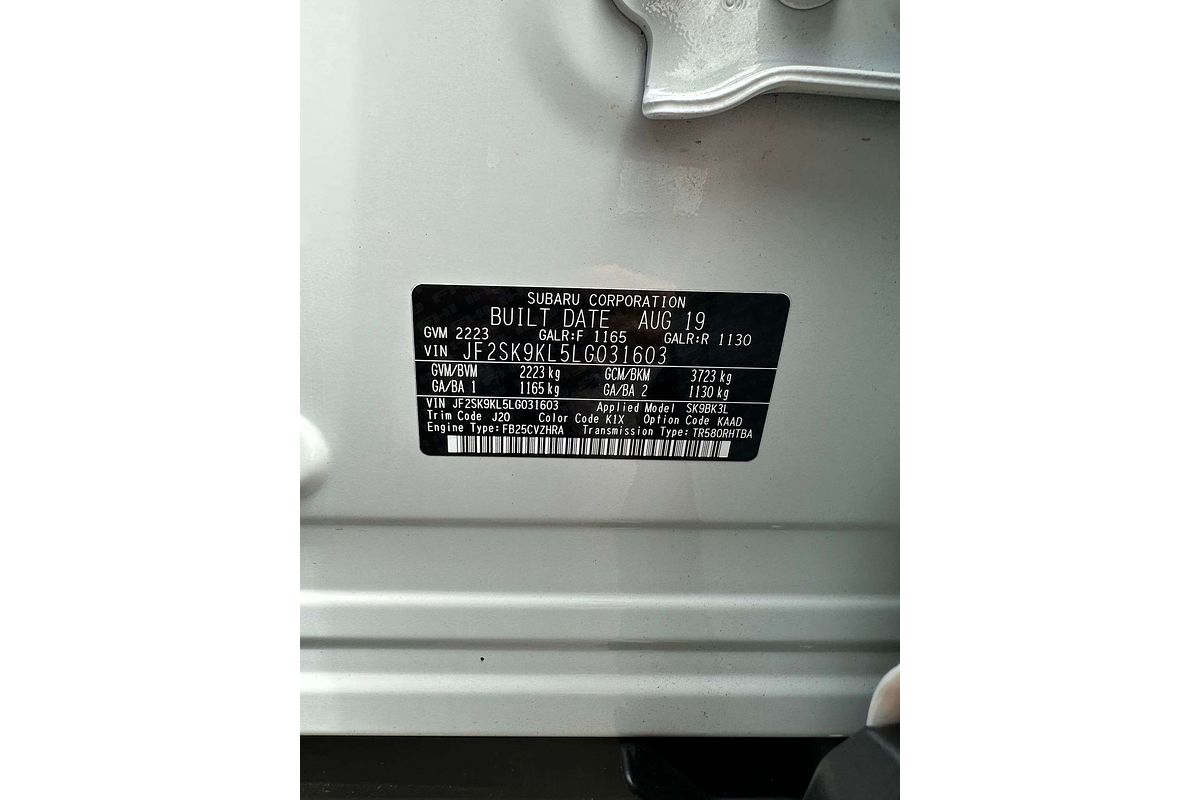 SUBARU CORPORATION
BUILT DATE AUG 19
GVM 2223 GALR:F 1165 GALR:R 1130
VIN JF2SK9KL5LG031603
GVM/BVM 2223 kg GCM/BKM 3723 kg
GA/BA 1 1165 kg GA/BA 2 1130 kg
VIN JF2SK9KL5LG031603 Applied Model SK9BK3L
Trim Code J20 Color Code K1X Option Code KAAD
Engine Type:FB25CVZHRA Transmission Type:TR580RHTBA